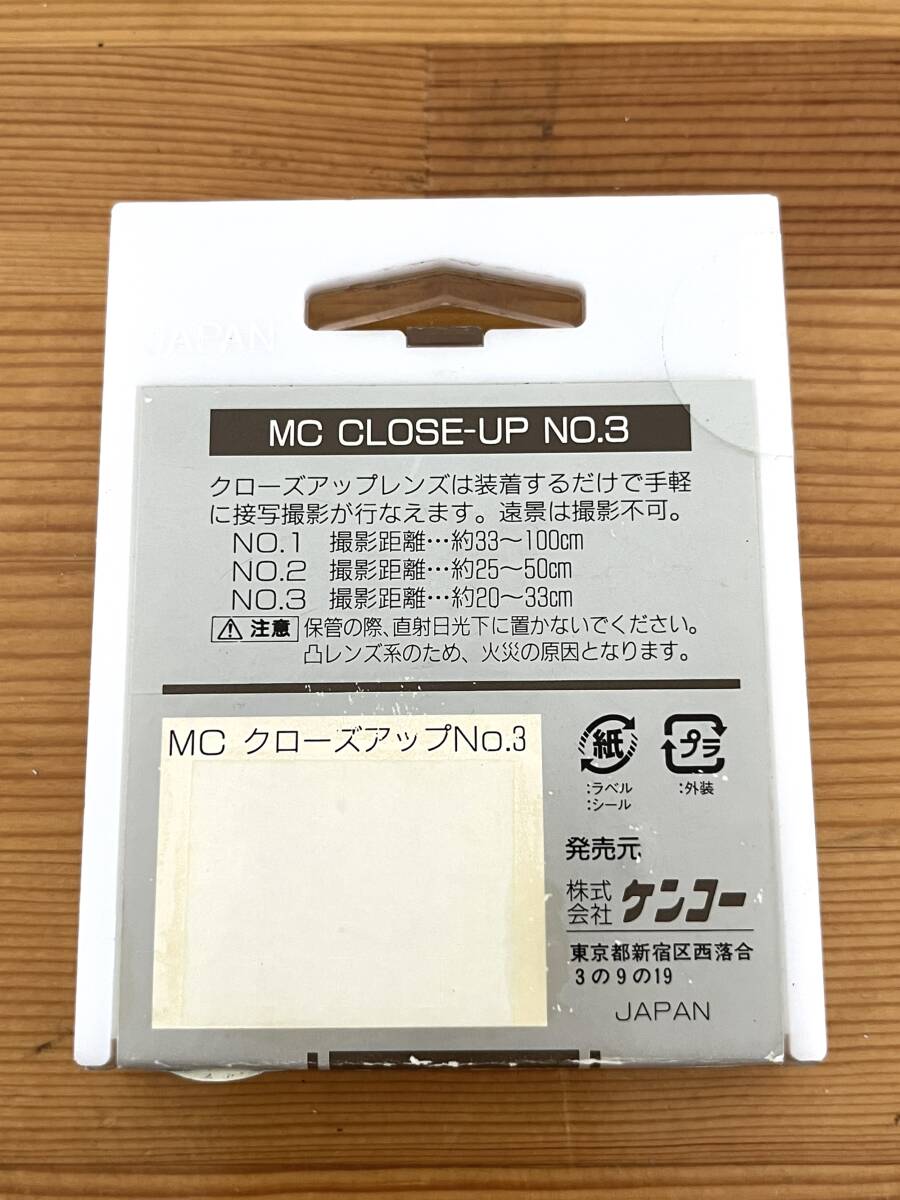 JAPAN
MC CLOSE-UP NO.3
クローズアップレンズは装着するだけで手軽
に接写撮影が行なえます。遠景は撮影不可。
NO.1 撮影距離…約33〜100cm
NO.2 撮影距離…約25〜50cm
NO.3 撮影距離…約20〜33cm
注意 保管の際、直射日光下に置かないでください。
凸レンズ系のため、火災の原因となります。
MC クローズアップNo.3
紙 プラ
:ラベル :外装
:シール
発売元
株式会社 ケンコー
東京都新宿区西落合
3の9の19
JAPAN